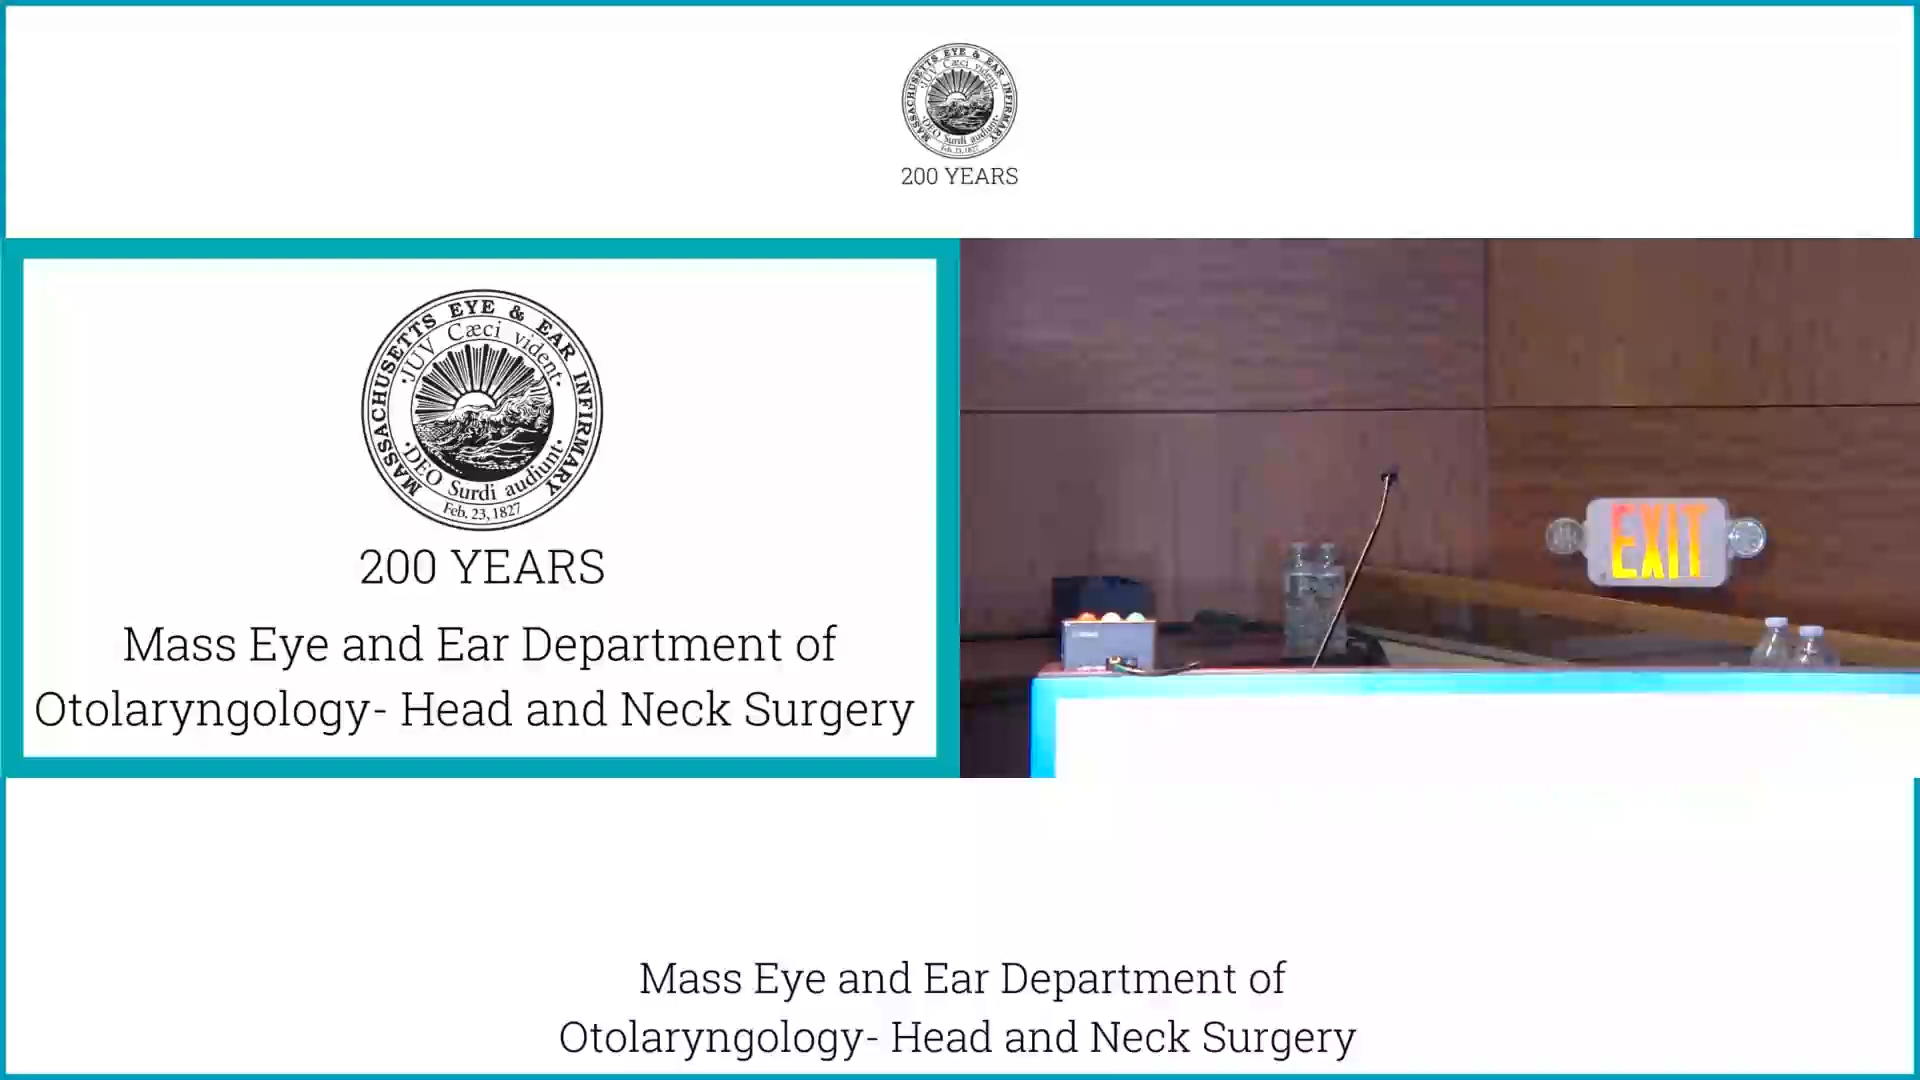 MASSACHUSETTS EYE & EAR INFIRMARY
JUV Cæci vident
DEO Surdi audiunt
Feb. 23, 1827
200 YEARS
MASSACHUSETTS EYE & EAR INFIRMARY
·JUV Cæci vident·
·DEO Surdi audiunt·
Feb. 23, 1827
200 YEARS
Mass Eye and Ear Department of
Otolaryngology- Head and Neck Surgery
EXIT
Mass Eye and Ear Department of
Otolaryngology- Head and Neck Surgery